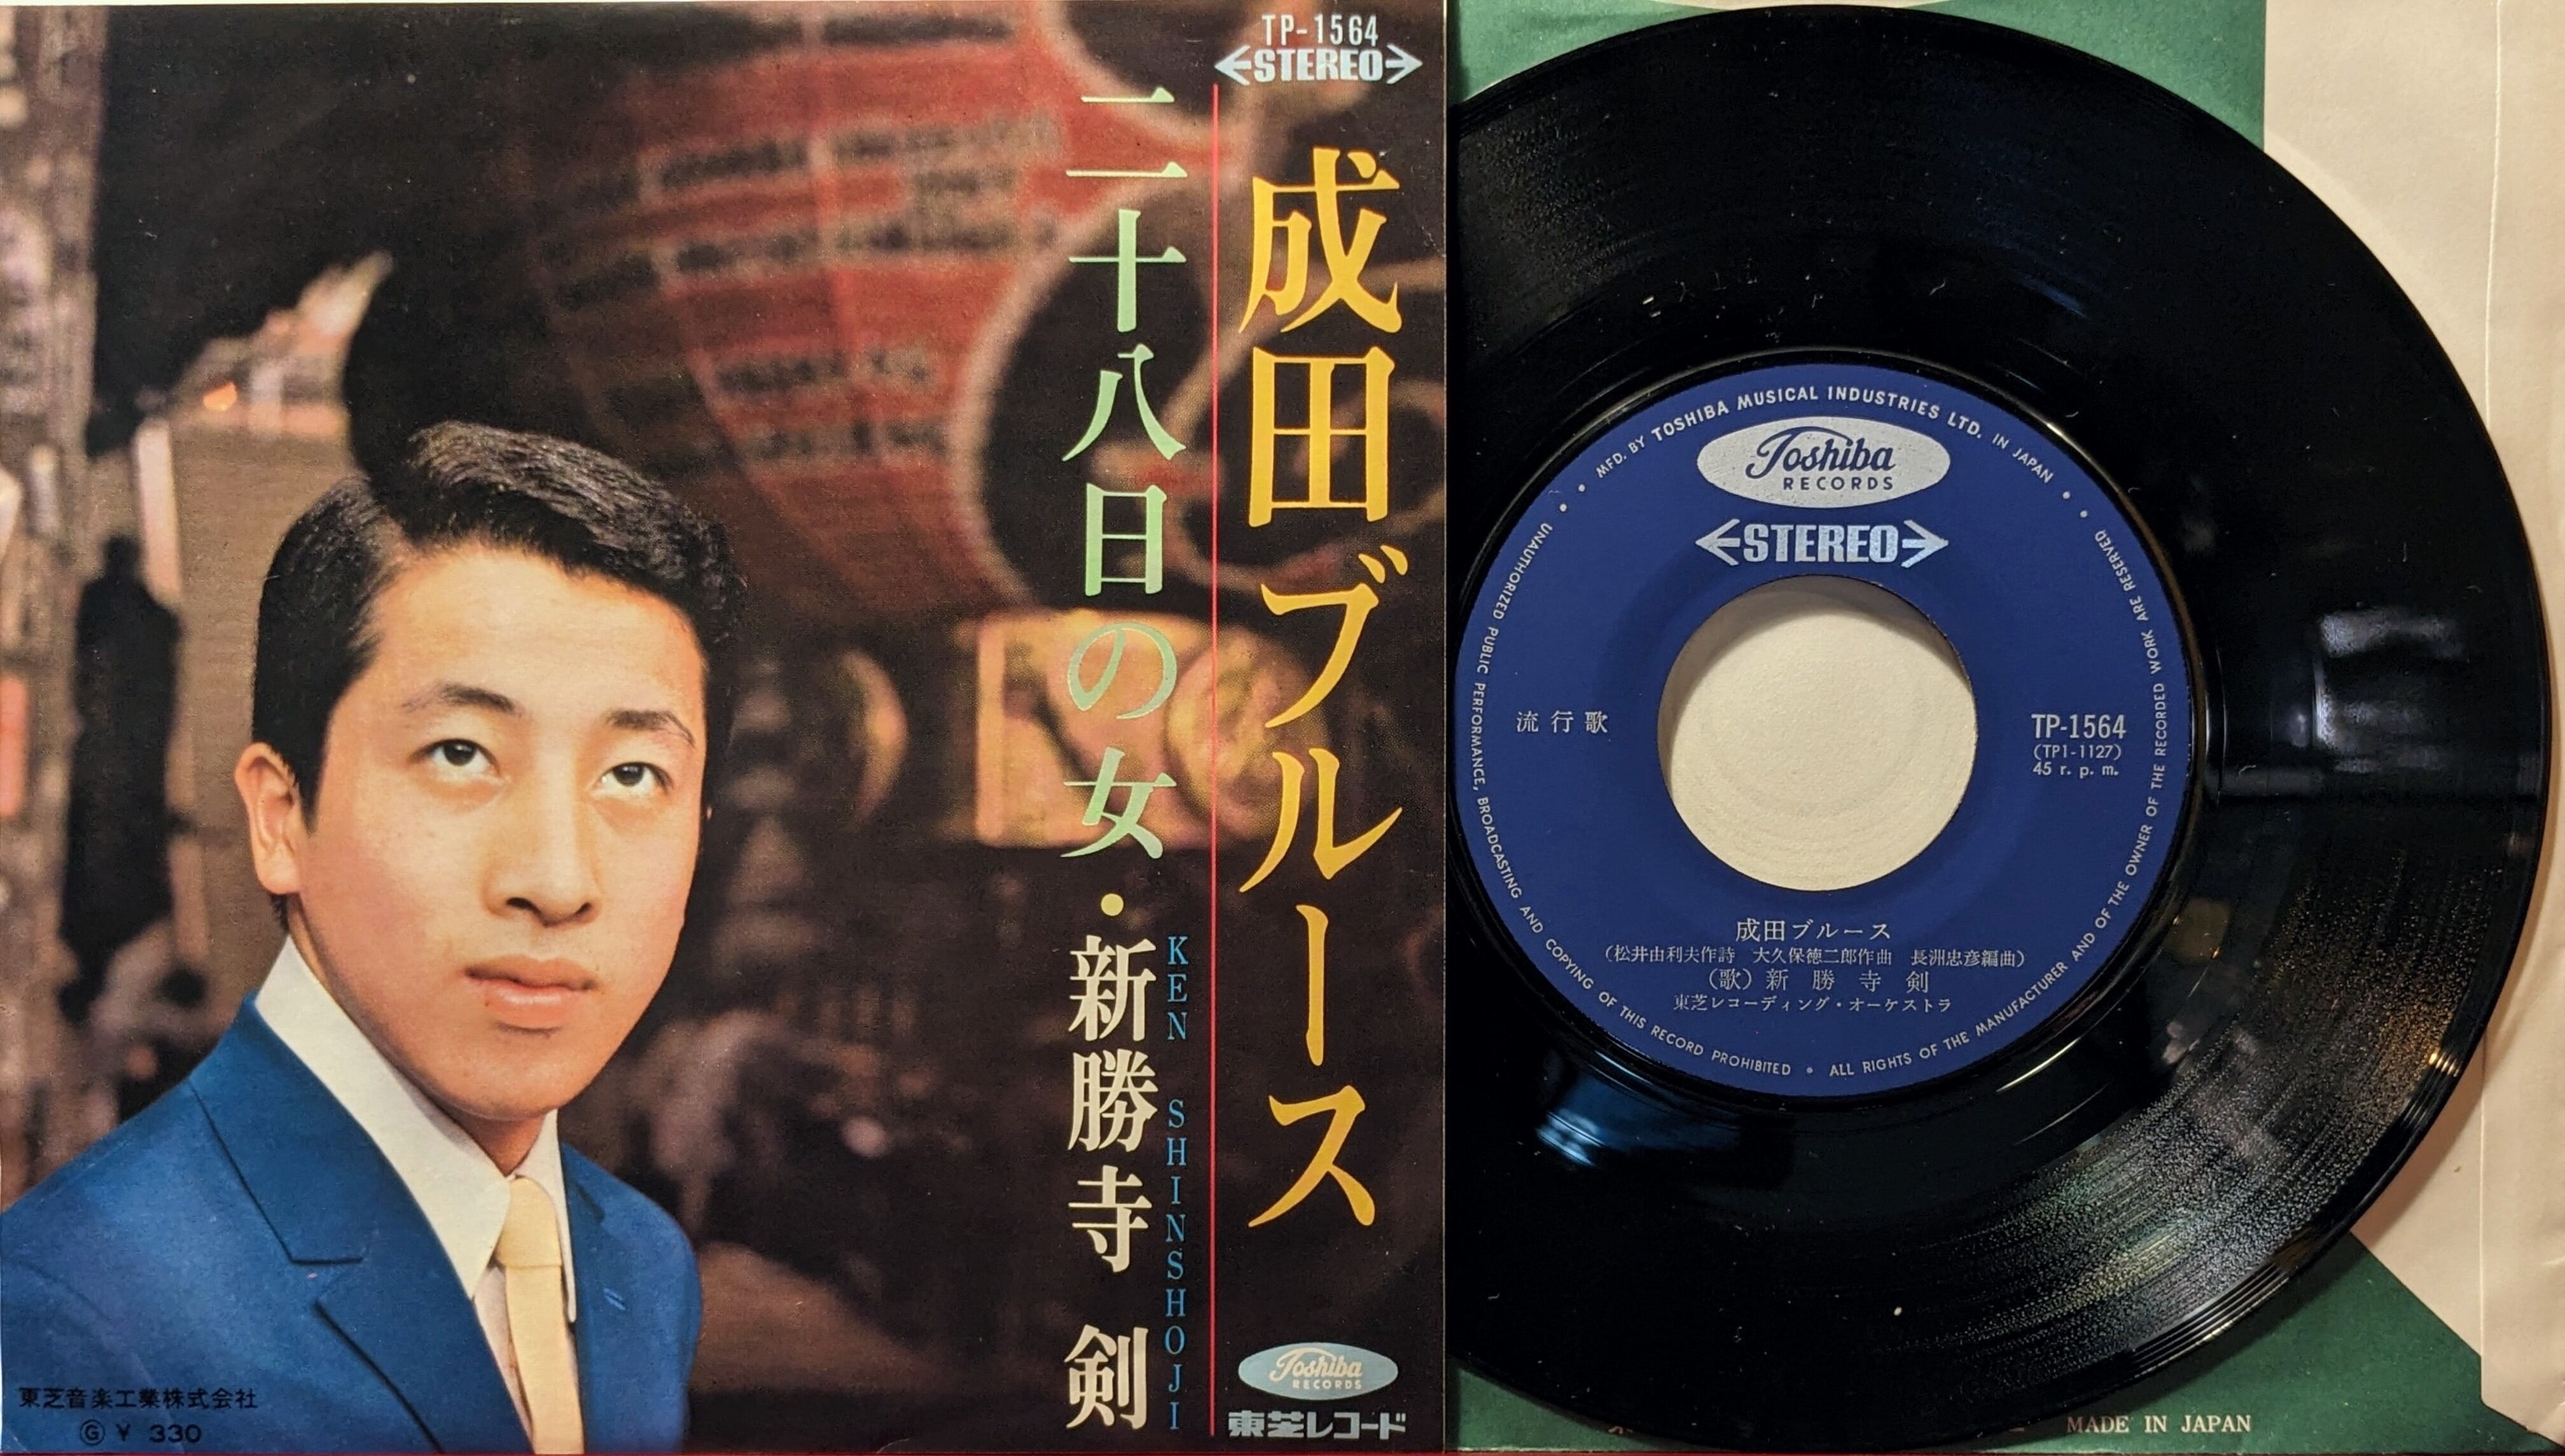 TP-1564
STEREO
成田ブルース
二十八日の女・新勝寺 剣
KEN SHINSHOJI
Toshiba
RECORDS
東芝レコード
東芝音楽工業株式会社
Ⓖ ¥ 330
MFD. BY TOSHIBA MUSICAL INDUSTRIES LTD. IN JAPAN
Toshiba
RECORDS
STEREO
流行歌
TP-1564
(TP1-1127)
45 r. p. m.
成田ブルース
(松井由利夫作詩 大久保徳二郎作曲 長洲忠彦編曲)
(歌) 新勝寺 剣
東芝レコーディング・オーケストラ
UNAUTHORIZED PUBLIC PERFORMANCE, BROADCASTING AND COPYING OF THIS RECORD PROHIBITED • ALL RIGHTS OF THE MANUFACTURER AND OF THE OWNER OF THE RECORDED WORK ARE RESERVED
MADE IN JAPAN